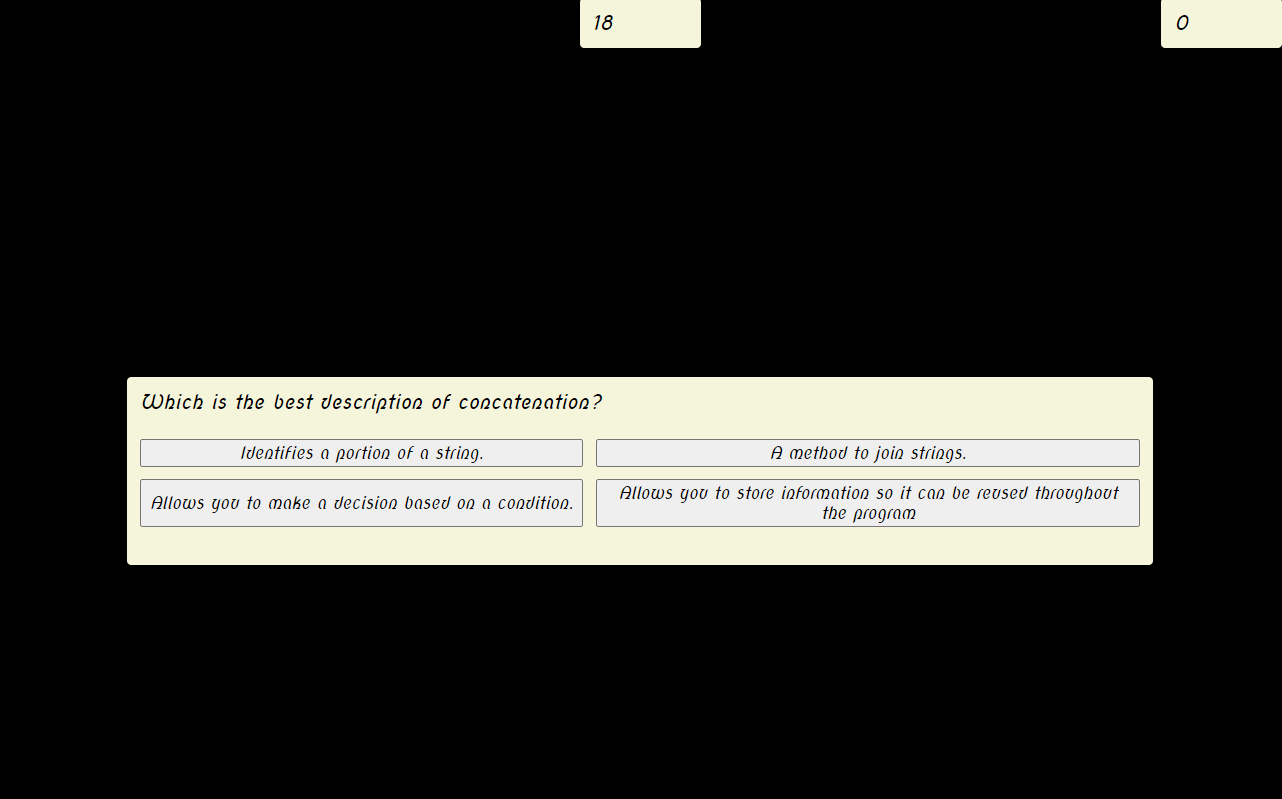 18
0
Which is the best description of concatenation?
Identifies a portion of a string.
A method to join strings.
Allows you to make a decision based on a condition.
Allows you to store information so it can be reused throughout
the program